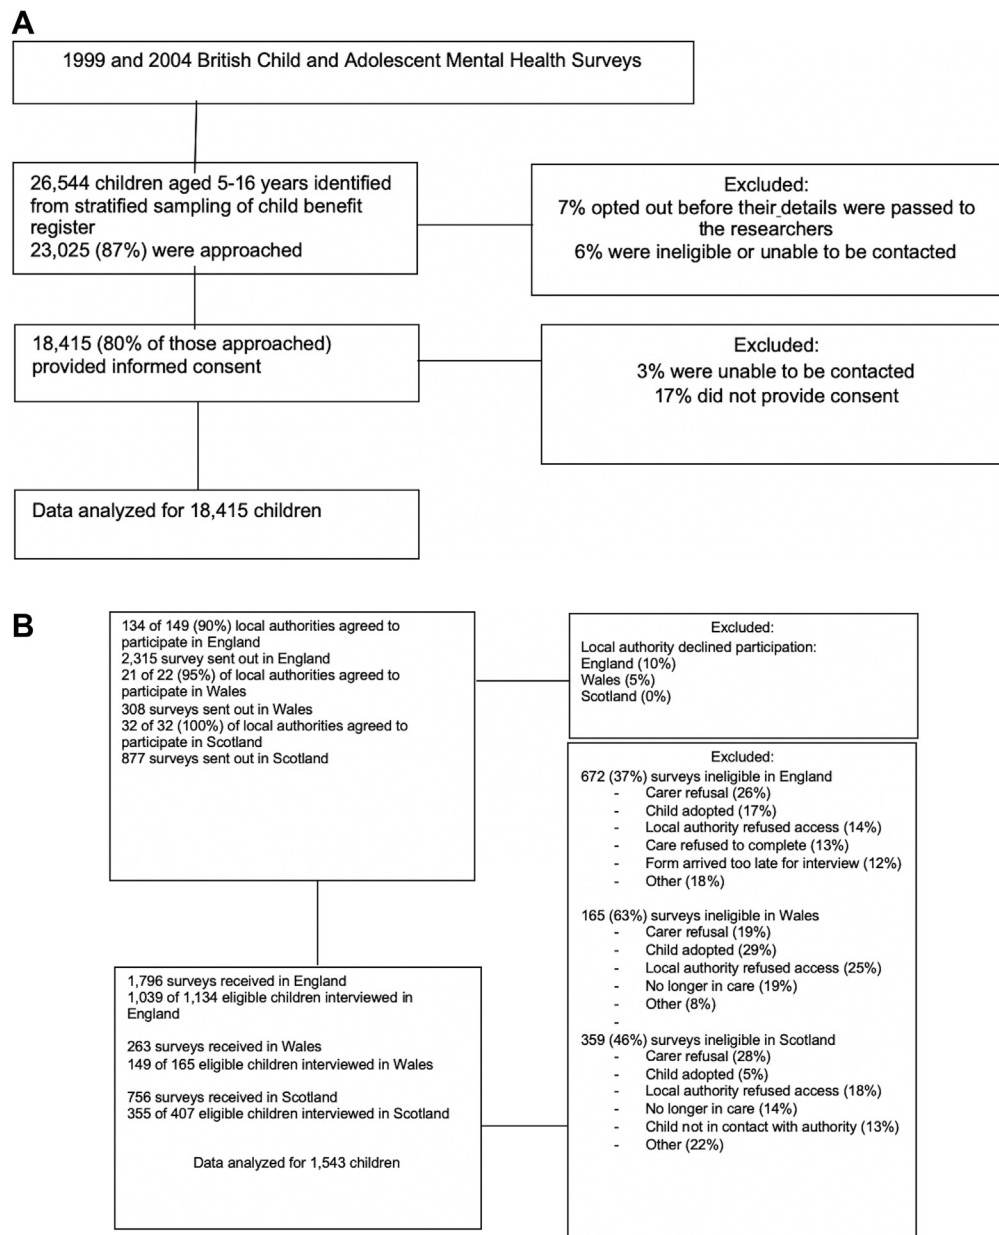 A
1999 and 2004 British Child and Adolescent Mental Health Surveys
26,544 children aged 5-16 years identified
from stratified sampling of child benefit
register
23,025 (87%) were approached
Excluded:
7% opted out before their details were passed to
the researchers
6% were ineligible or unable to be contacted
18,415 (80% of those approached)
provided informed consent
Excluded:
3% were unable to be contacted
17% did not provide consent
Data analyzed for 18,415 children
B
134 of 149 (90%) local authorities agreed to
participate in England
2,315 survey sent out in England
21 of 22 (95%) of local authorities agreed to
participate in Wales
308 surveys sent out in Wales
32 of 32 (100%) of local authorities agreed to
participate in Scotland
877 surveys sent out in Scotland
Excluded:
Local authority declined participation:
England (10%)
Wales (5%)
Scotland (0%)
Excluded:
672 (37%) surveys ineligible in England
- Carer refusal (26%)
- Child adopted (17%)
- Local authority refused access (14%)
- Care refused to complete (13%)
- Form arrived too late for interview (12%)
- Other (18%)
165 (63%) surveys ineligible in Wales
- Carer refusal (19%)
- Child adopted (29%)
- Local authority refused access (25%)
- No longer in care (19%)
- Other (8%)
-
359 (46%) surveys ineligible in Scotland
- Carer refusal (28%)
- Child adopted (5%)
- Local authority refused access (18%)
- No longer in care (14%)
- Child not in contact with authority (13%)
- Other (22%)
1,796 surveys received in England
1,039 of 1,134 eligible children interviewed in
England
263 surveys received in Wales
149 of 165 eligible children interviewed in Wales
756 surveys received in Scotland
355 of 407 eligible children interviewed in Scotland
Data analyzed for 1,543 children